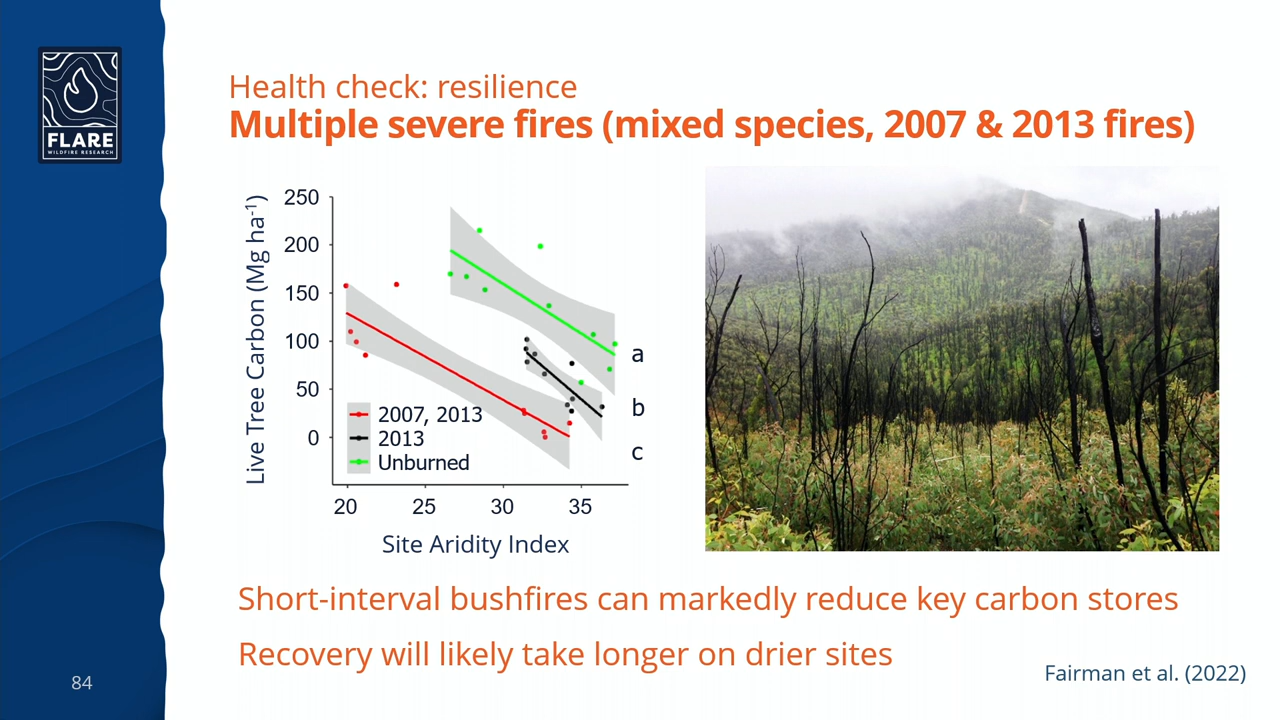 FLARE
WILDFIRE RESEARCH
Health check: resilience
Multiple severe fires (mixed species, 2007 & 2013 fires)
Live Tree Carbon (Mg ha⁻¹)
250
200
150
100
50
0
a
b
c
2007, 2013
2013
Unburned
20 25 30 35
Site Aridity Index
Short-interval bushfires can markedly reduce key carbon stores
Recovery will likely take longer on drier sites
Fairman et al. (2022)
84